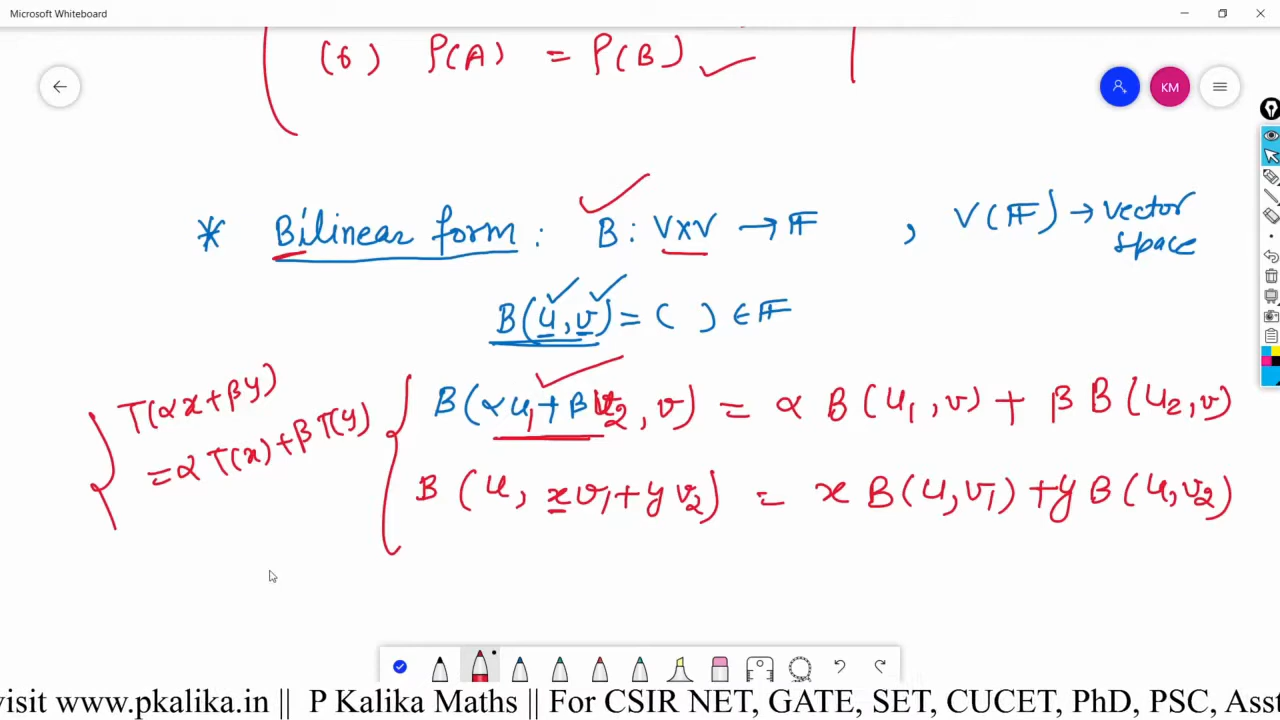 Microsoft Whiteboard
(6) ρ(A) = ρ(B)
KM
* Bilinear form : B : V×V → 𝔽 , V(𝔽) → vector space
B(u, v) = ( ) ∈ 𝔽
T(αx+βy)
= αT(x)+βT(y)
B(αu₁+βu₂, v) = α B(u₁, v) + β B(u₂, v)
B (u, xv₁+yv₂) = x B(u, v₁) + y B(u, v₂)
visit www.pkalika.in || P Kalika Maths || For CSIR NET, GATE, SET, CUCET, PhD, PSC, Ass